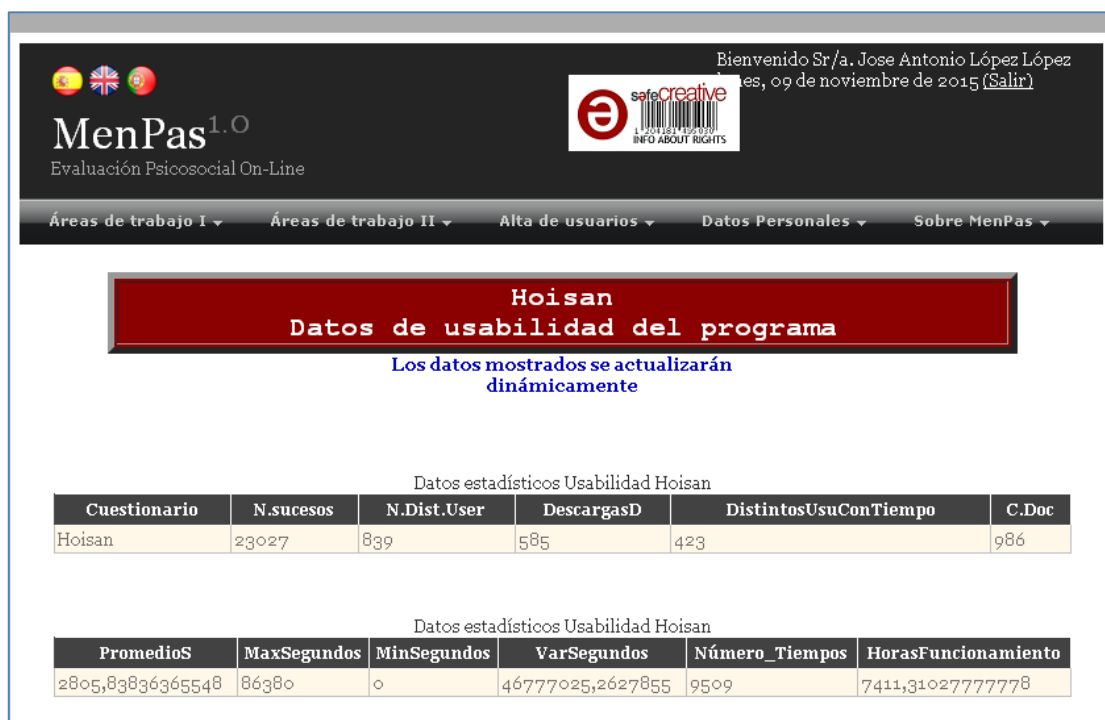 Bienvenido Sr/a. Jose Antonio López López
09 de noviembre de 2015 (Salir)
safecreative
INFO ABOUT RIGHTS
MenPas 1.0
Evaluación Psicosocial On-Line
Áreas de trabajo I Áreas de trabajo II Alta de usuarios Datos Personales Sobre MenPas
Hoisan
Datos de usabilidad del programa
Los datos mostrados se actualizarán
dinámicamente
Datos estadísticos Usabilidad Hoisan
Cuestionario N.sucesos N.Dist.User DescargasD DistintosUsuConTiempo C.Doc
Hoisan 23027 839 585 423 986
Datos estadísticos Usabilidad Hoisan
PromedioS MaxSegundos MinSegundos VarSegundos Número_Tiempos HorasFuncionamiento
2805,83836365548 86380 0 46777025,2627855 9509 7411,31027777778